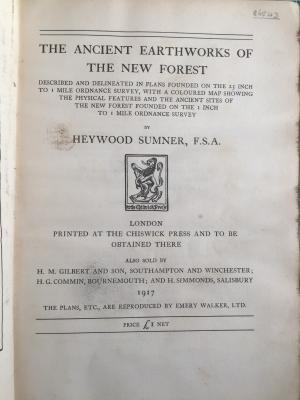 THE ANCIENT EARTHWORKS OF
THE NEW FOREST
DESCRIBED AND DELINEATED IN PLANS FOUNDED ON THE 25 INCH
TO 1 MILE ORDNANCE SURVEY, WITH A COLOURED MAP SHOWING
THE PHYSICAL FEATURES AND THE ANCIENT SITES OF
THE NEW FOREST FOUNDED ON THE 1 INCH
TO 1 MILE ORDNANCE SURVEY
BY
HEYWOOD SUMNER, F.S.A.
LONDON
PRINTED AT THE CHISWICK PRESS AND TO BE
OBTAINED THERE
ALSO SOLD BY
H. M. GILBERT AND SON, SOUTHAMPTON AND WINCHESTER;
H. G. COMMIN, BOURNEMOUTH; AND H. SIMMONDS, SALISBURY
1917
THE PLANS, ETC., ARE REPRODUCED BY EMERY WALKER, LTD.
PRICE £1 NET